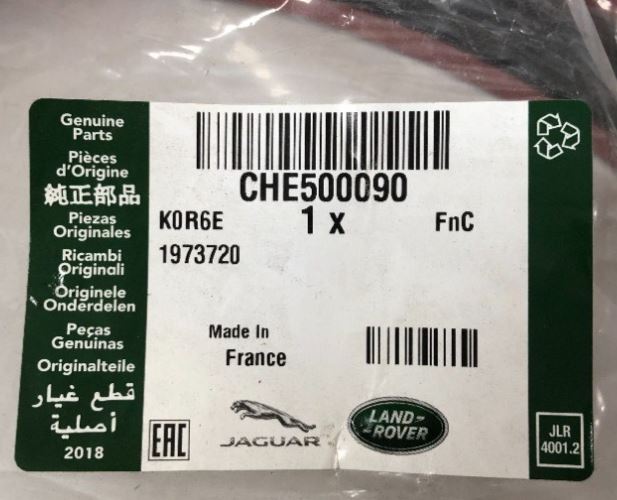 Genuine
Parts
Pièces
d'Origine
純正部品
Piezas
Originales
Ricambi
Originali
Originele
Onderdelen
Peças
Genuinas
Originalteile
قطع غيار
أصلية
2018
CHE500090
K0R6E
1 x
FnC
1973720
Made In
France
EAC
JAGUAR
LAND-
ROVER
JLR
4001.2